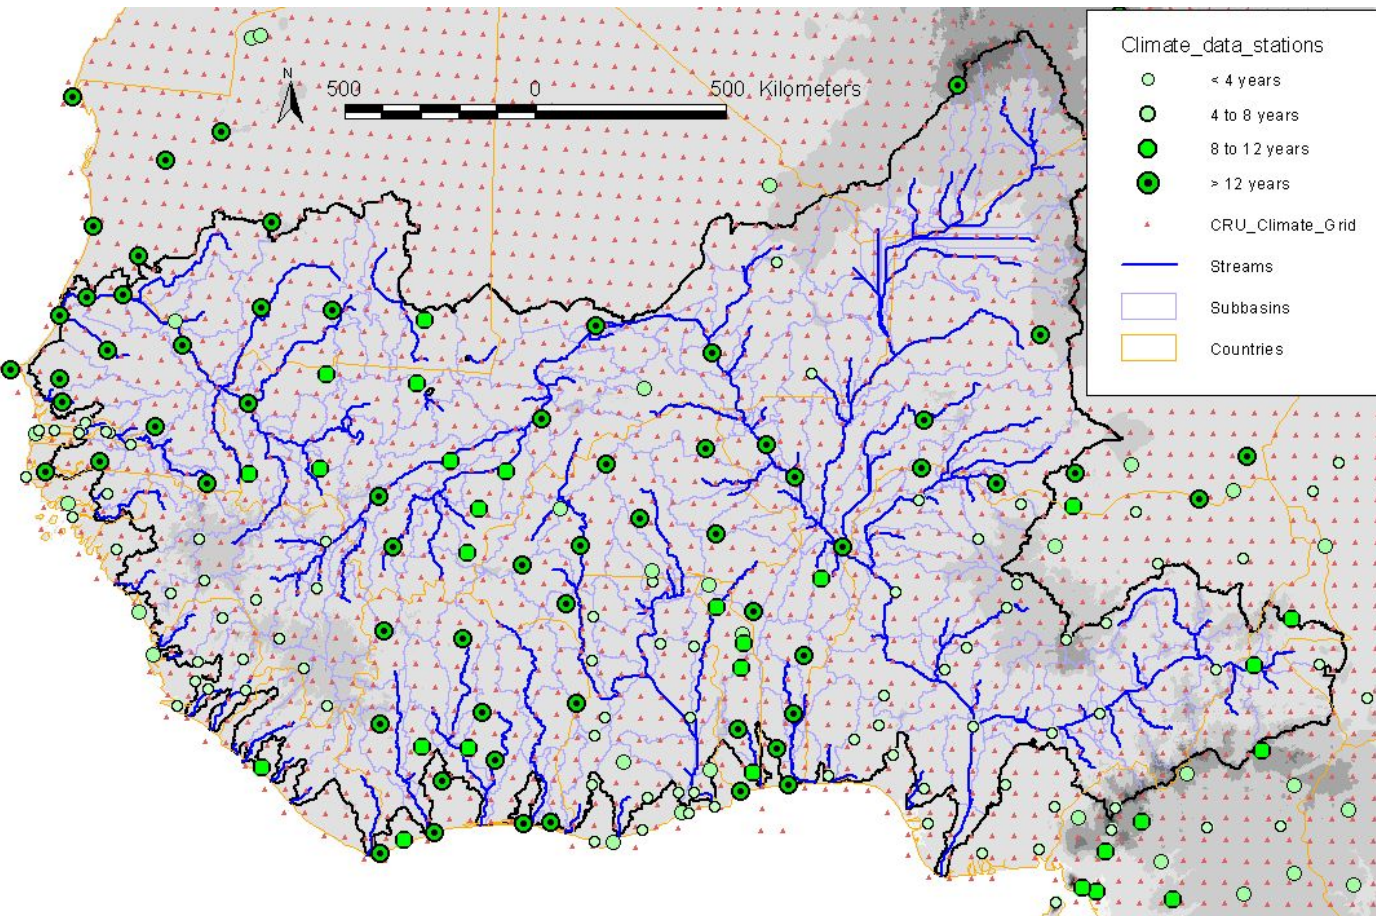 Climate_data_stations
< 4 years
4 to 8 years
8 to 12 years
> 12 years
CRU_Climate_Grid
Streams
Subbasins
Countries
N
500 0 500 Kilometers